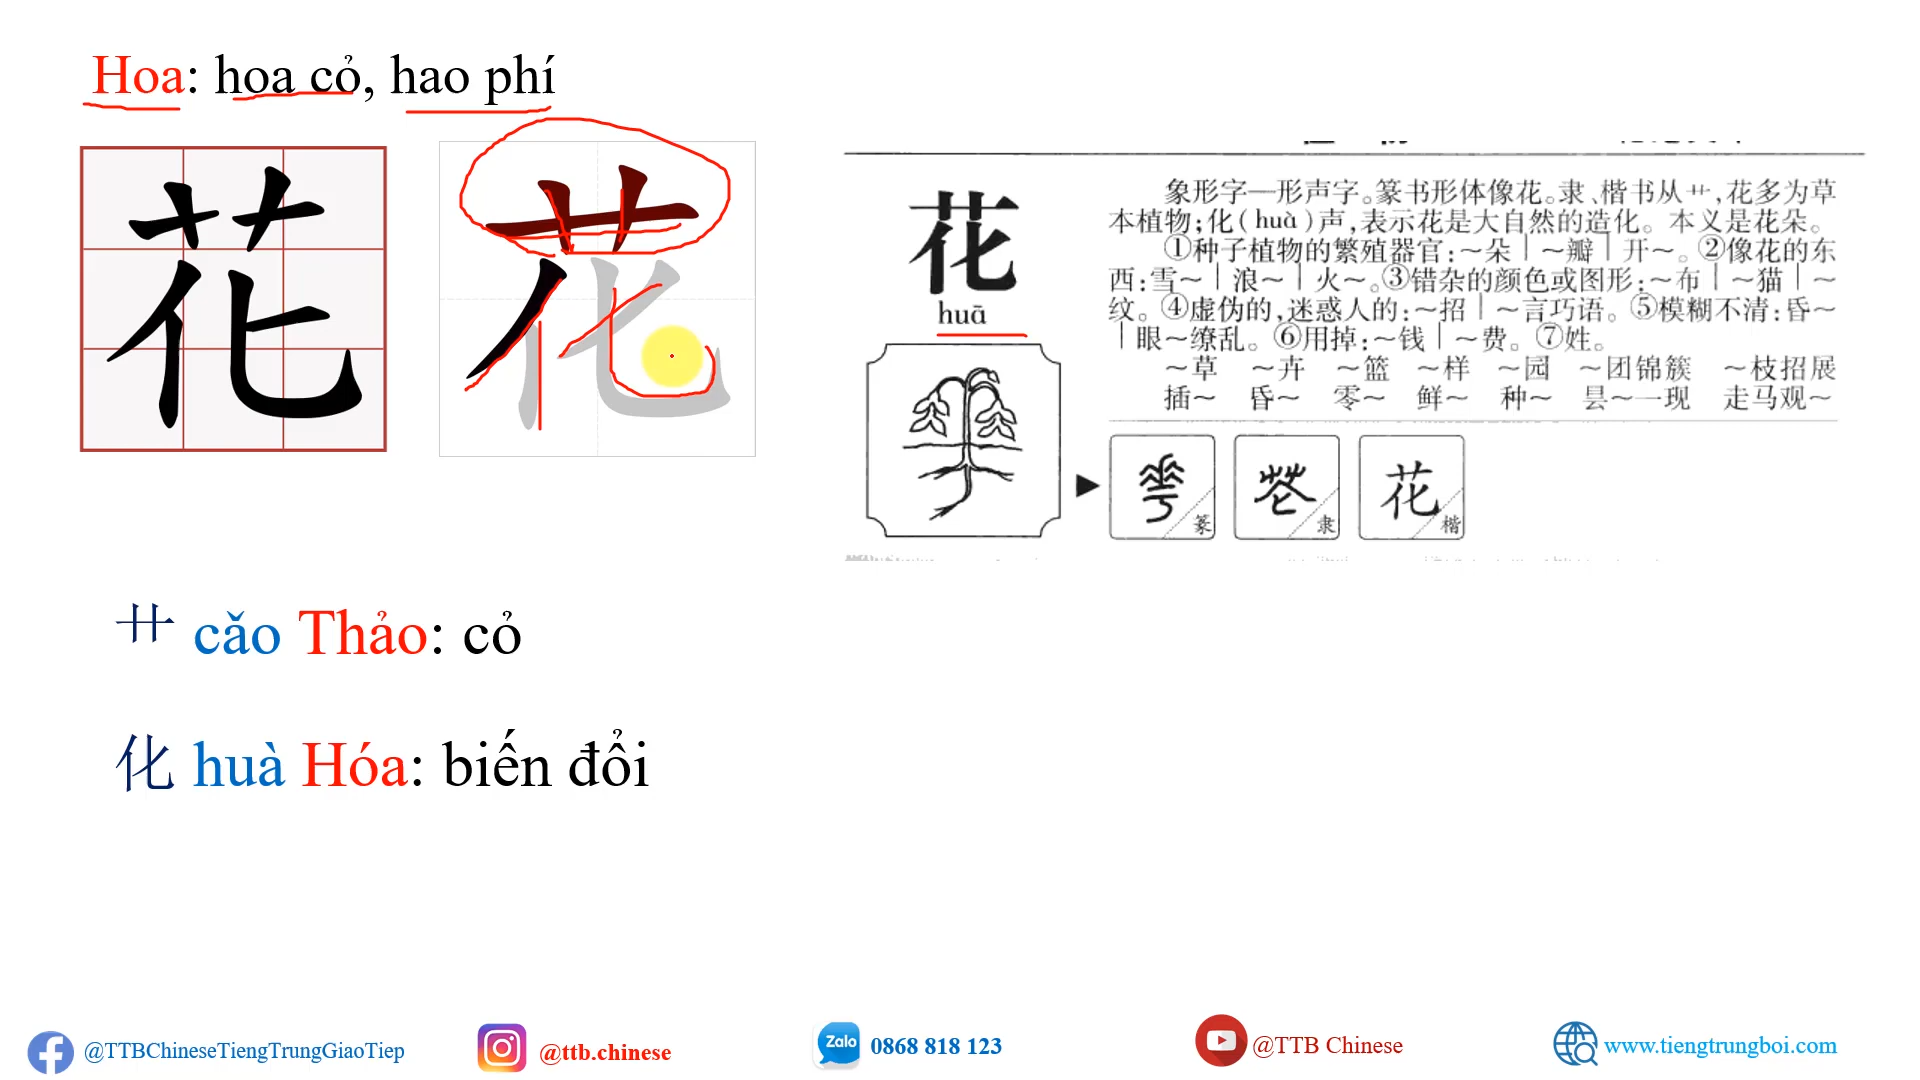 Hoa: hoa cỏ, hao phí
花
花
花
huā
象形字—形声字。篆书形体像花。隶、楷书从艹,花多为草
本植物;化(huà)声,表示花是大自然的造化。本义是花朵。
①种子植物的繁殖器官:~朵|~瓣|开~。②像花的东
西:雪~|浪~|火~。③错杂的颜色或图形:~布|~猫|~
纹。④虚伪的,迷惑人的:~招|~言巧语。⑤模糊不清:昏~
|眼~缭乱。⑥用掉:~钱|~费。⑦姓。
~草 ~卉 ~篮 ~样 ~园 ~团锦簇 ~枝招展
插~ 昏~ 零~ 鲜~ 种~ 昙~一现 走马观~
篆 隶 花 楷
艹 cǎo Thảo: cỏ
化 huà Hóa: biến đổi
@TTBChineseTiengTrungGiaoTiep
@ttb.chinese
Zalo 0868 818 123
@TTB Chinese
www.tiengtrungboi.com